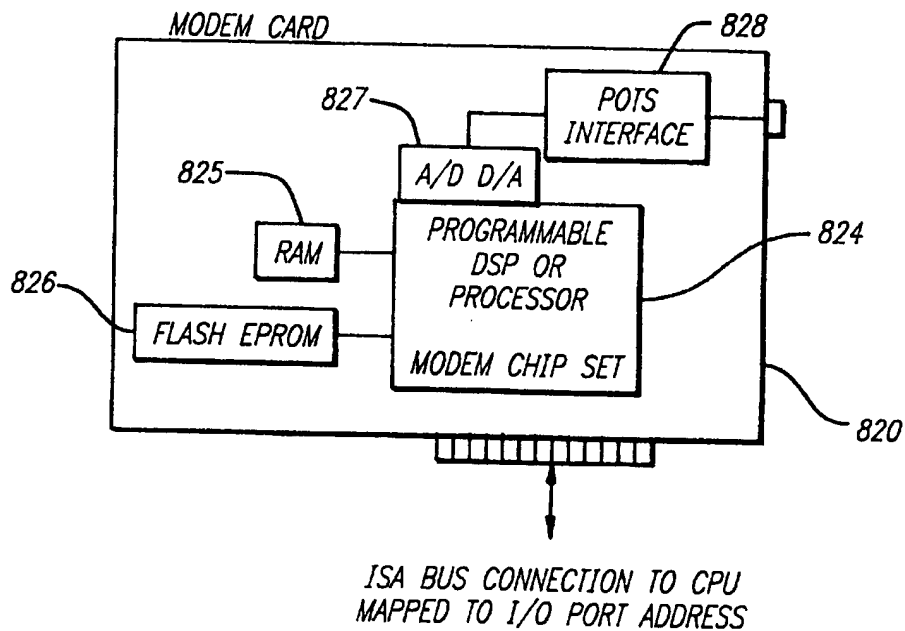 MODEM CARD
828
POTS
INTERFACE
827
A/D D/A
825
RAM
PROGRAMMABLE
DSP OR
PROCESSOR
824
826
FLASH EPROM
MODEM CHIP SET
820
ISA BUS CONNECTION TO CPU
MAPPED TO I/O PORT ADDRESS